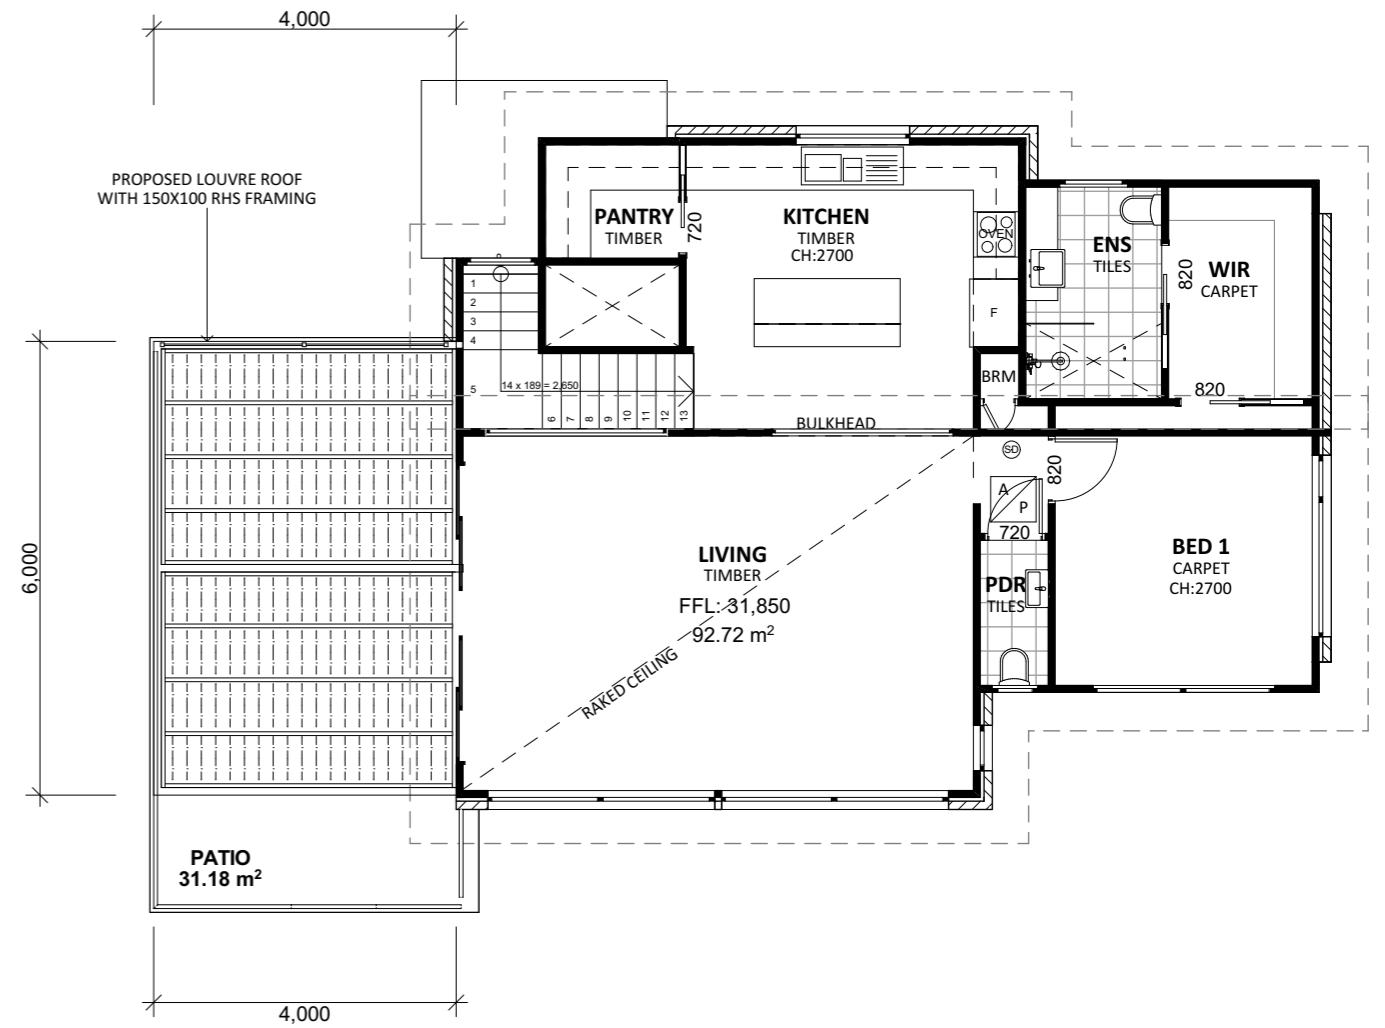 4,000
PROPOSED LOUVRE ROOF
WITH 150X100 RHS FRAMING
PANTRY
TIMBER
720
KITCHEN
TIMBER
CH:2700
OVEN
F
ENS
TILES
820
WIR
CARPET
820
BRM
1
2
3
4
5
14 x 189 = 2,650
6
7
8
9
10
11
12
13
BULKHEAD
SD
820
A
P
720
6,000
LIVING
TIMBER
FFL: 31,850
92.72 m²
RAKED CEILING
PDR
TILES
BED 1
CARPET
CH:2700
PATIO
31.18 m²
4,000